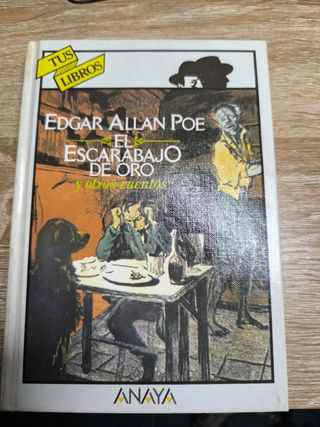 TUS
LIBROS
EDGAR ALLAN POE
EL
ESCARABAJO
DE ORO
y otros cuentos
ANAYA